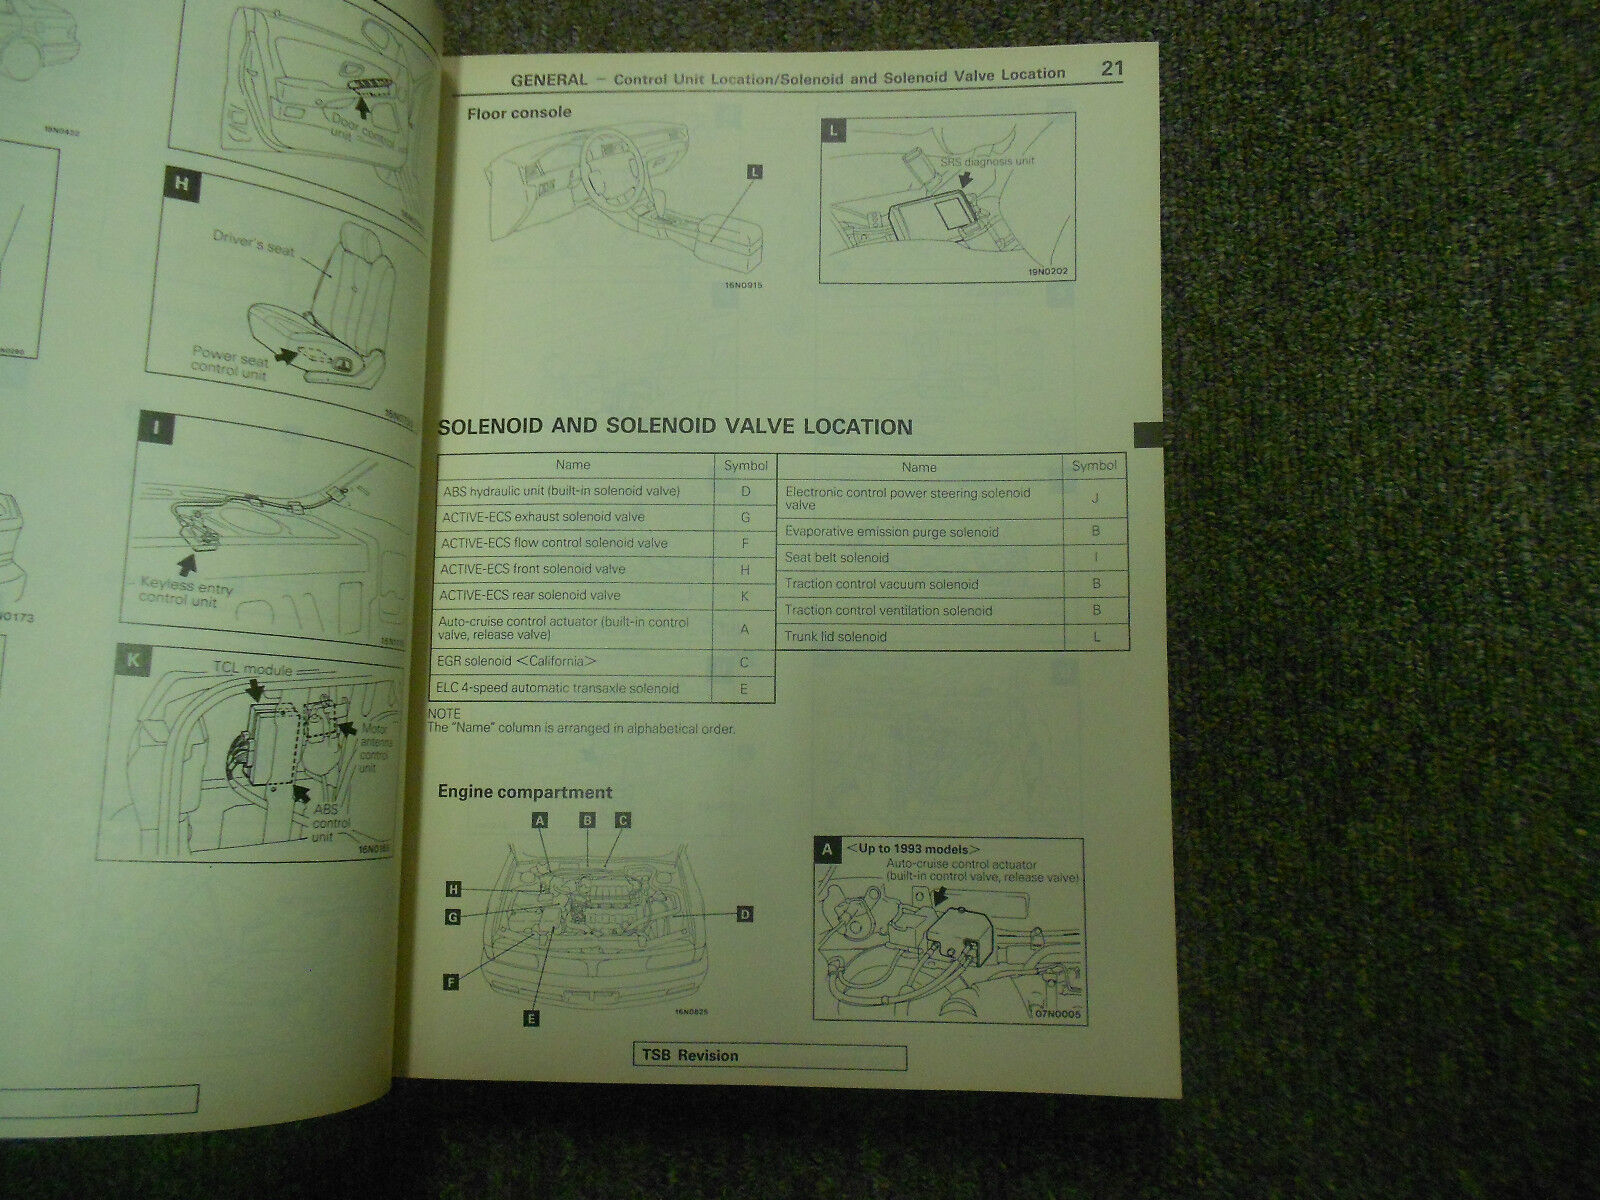 19N0432
Door control
unit
H
Driver's seat
Power seat
control unit
I
Keyless entry
control unit
N0173
K
TCL module
Motor
antenna
control
unit
ABS
control
unit
GENERAL – Control Unit Location/Solenoid and Solenoid Valve Location 21
Floor console
L
16N0915
L
SRS diagnosis unit
19N0202
SOLENOID AND SOLENOID VALVE LOCATION
Name Symbol
ABS hydraulic unit (built-in solenoid valve) D
ACTIVE-ECS exhaust solenoid valve G
ACTIVE-ECS flow control solenoid valve F
ACTIVE-ECS front solenoid valve H
ACTIVE-ECS rear solenoid valve K
Auto-cruise control actuator (built-in control
valve, release valve) A
EGR solenoid <California> C
ELC 4-speed automatic transaxle solenoid E
Name Symbol
Electronic control power steering solenoid
valve J
Evaporative emission purge solenoid B
Seat belt solenoid I
Traction control vacuum solenoid B
Traction control ventilation solenoid B
Trunk lid solenoid L
NOTE
The "Name" column is arranged in alphabetical order.
Engine compartment
A B C
H
G
D
F
E
16N0825
A <Up to 1993 models>
Auto-cruise control actuator
(built-in control valve, release valve)
07N0005
TSB Revision